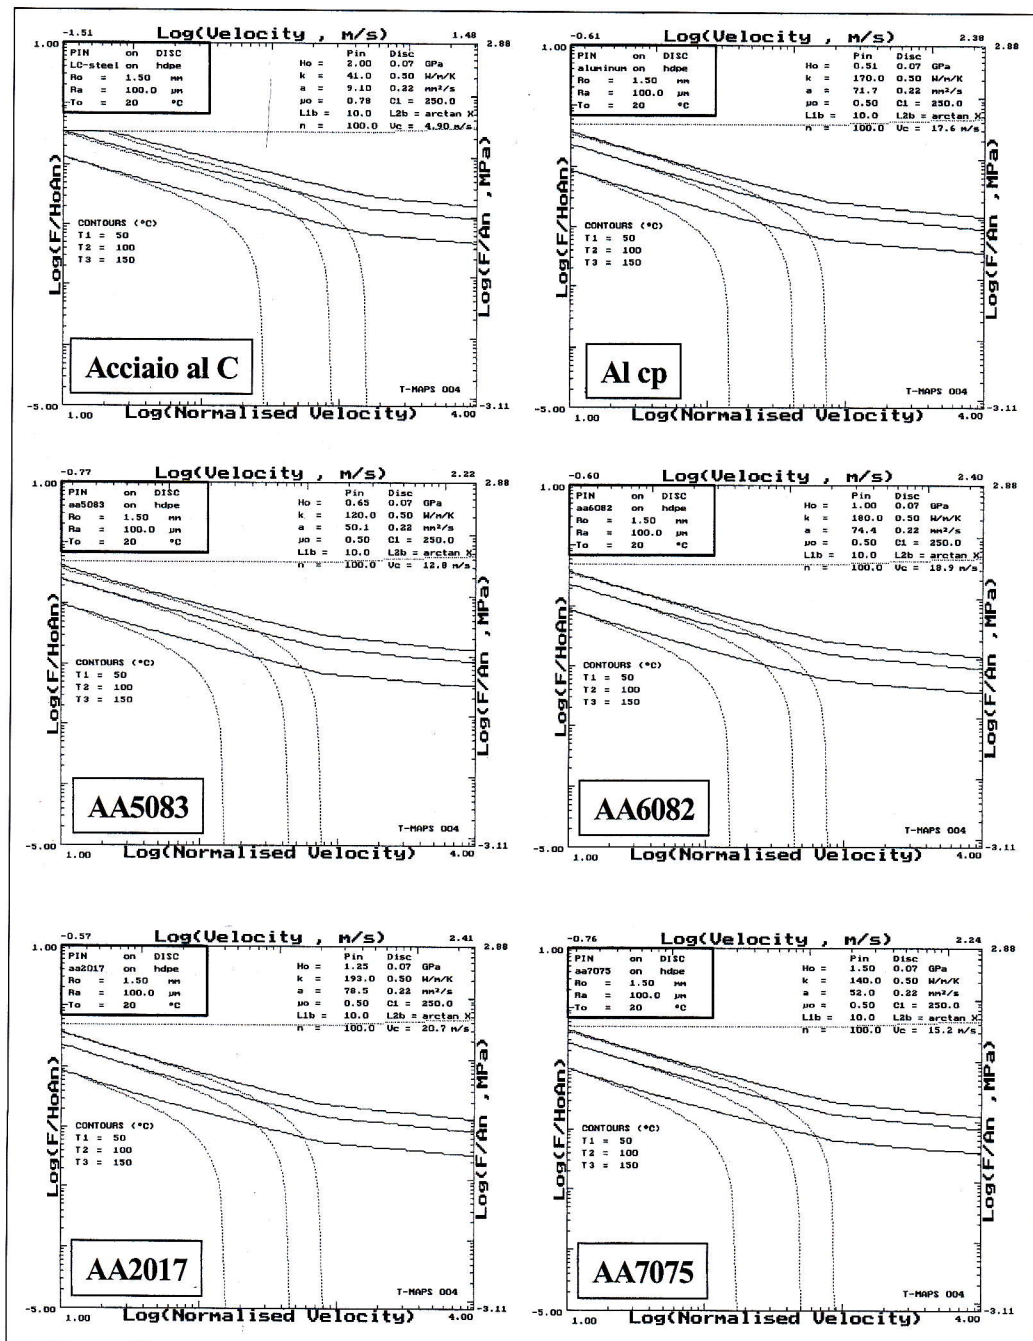 -1.51 Log(Velocity , m/s) 1.48
1.00 2.88
PIN on DISC
LC-steel on hdpe
Ro = 1.50 mm
Ra = 100.0 µm
To = 20 °C
Pin Disc
Ho = 2.00 0.07 GPa
k = 41.0 0.50 W/m/K
a = 9.10 0.22 mm²/s
µo = 0.78 C1 = 250.0
L1b = 10.0 L2b = arctan X
n = 100.0 Vc = 4.90 m/s
Log(F/HoAn)
Log(F/An ,MPa)
CONTOURS (°C)
T1 = 50
T2 = 100
T3 = 150
Acciaio al C
T-MAPS 004
-5.00 -3.11
1.00 Log(Normalised Velocity) 4.00
-0.61 Log(Velocity , m/s) 2.38
1.00 2.88
PIN on DISC
aluminum on hdpe
Ro = 1.50 mm
Ra = 100.0 µm
To = 20 °C
Pin Disc
Ho = 0.51 0.07 GPa
k = 170.0 0.50 W/m/K
a = 71.7 0.22 mm²/s
µo = 0.50 C1 = 250.0
L1b = 10.0 L2b = arctan X
n = 100.0 Vc = 17.6 m/s
Log(F/HoAn)
Log(F/An ,MPa)
CONTOURS (°C)
T1 = 50
T2 = 100
T3 = 150
Al cp
T-MAPS 004
-5.00 -3.11
1.00 Log(Normalised Velocity) 4.00
-0.77 Log(Velocity , m/s) 2.22
1.00 2.88
PIN on DISC
aa5083 on hdpe
Ro = 1.50 mm
Ra = 100.0 µm
To = 20 °C
Pin Disc
Ho = 0.65 0.07 GPa
k = 120.0 0.50 W/m/K
a = 50.1 0.22 mm²/s
µo = 0.50 C1 = 250.0
L1b = 10.0 L2b = arctan X
n = 100.0 Vc = 12.8 m/s
Log(F/HoAn)
Log(F/An ,MPa)
CONTOURS (°C)
T1 = 50
T2 = 100
T3 = 150
AA5083
T-MAPS 004
-5.00 -3.11
1.00 Log(Normalised Velocity) 4.00
-0.60 Log(Velocity , m/s) 2.40
1.00 2.88
PIN on DISC
aa6082 on hdpe
Ro = 1.50 mm
Ra = 100.0 µm
To = 20 °C
Pin Disc
Ho = 1.00 0.07 GPa
k = 180.0 0.50 W/m/K
a = 74.4 0.22 mm²/s
µo = 0.50 C1 = 250.0
L1b = 10.0 L2b = arctan X
n = 100.0 Vc = 18.9 m/s
Log(F/HoAn)
Log(F/An ,MPa)
CONTOURS (°C)
T1 = 50
T2 = 100
T3 = 150
AA6082
T-MAPS 004
-5.00 -3.11
1.00 Log(Normalised Velocity) 4.00
-0.57 Log(Velocity , m/s) 2.41
1.00 2.88
PIN on DISC
aa2017 on hdpe
Ro = 1.50 mm
Ra = 100.0 µm
To = 20 °C
Pin Disc
Ho = 1.25 0.07 GPa
k = 193.0 0.50 W/m/K
a = 78.5 0.22 mm²/s
µo = 0.50 C1 = 250.0
L1b = 10.0 L2b = arctan X
n = 100.0 Vc = 20.7 m/s
Log(F/HoAn)
Log(F/An ,MPa)
CONTOURS (°C)
T1 = 50
T2 = 100
T3 = 150
AA2017
T-MAPS 004
-5.00 -3.11
1.00 Log(Normalised Velocity) 4.00
-0.76 Log(Velocity , m/s) 2.24
1.00 2.88
PIN on DISC
aa7075 on hdpe
Ro = 1.50 mm
Ra = 100.0 µm
To = 20 °C
Pin Disc
Ho = 1.50 0.07 GPa
k = 140.0 0.50 W/m/K
a = 52.0 0.22 mm²/s
µo = 0.50 C1 = 250.0
L1b = 10.0 L2b = arctan X
n = 100.0 Vc = 15.2 m/s
Log(F/HoAn)
Log(F/An ,MPa)
CONTOURS (°C)
T1 = 50
T2 = 100
T3 = 150
AA7075
T-MAPS 004
-5.00 -3.11
1.00 Log(Normalised Velocity) 4.00